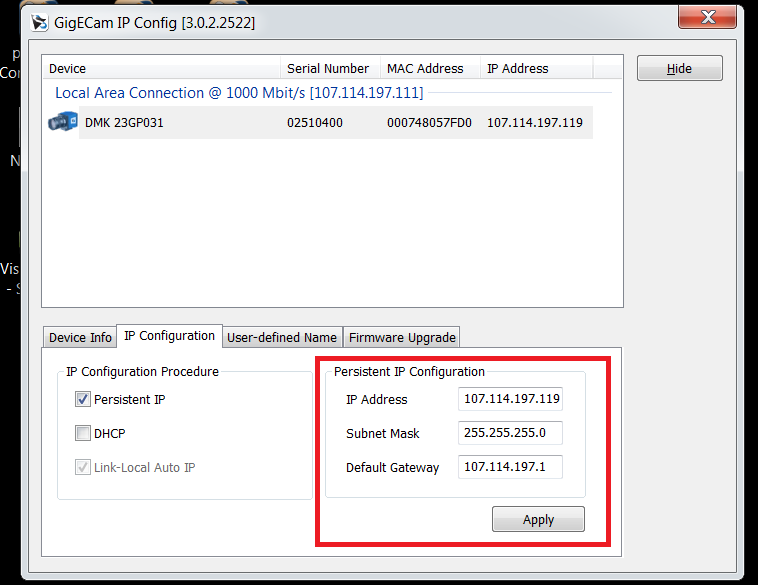 GigECam IP Config [3.0.2.2522]
Device Serial Number MAC Address IP Address
Hide
Local Area Connection @ 1000 Mbit/s [107.114.197.111]
DMK 23GP031 02510400 000748057FD0 107.114.197.119
p
Co
N
Vis
- S
Device Info IP Configuration User-defined Name Firmware Upgrade
IP Configuration Procedure
Persistent IP
DHCP
Link-Local Auto IP
Persistent IP Configuration
IP Address 107.114.197.119
Subnet Mask 255.255.255.0
Default Gateway 107.114.197.1
Apply